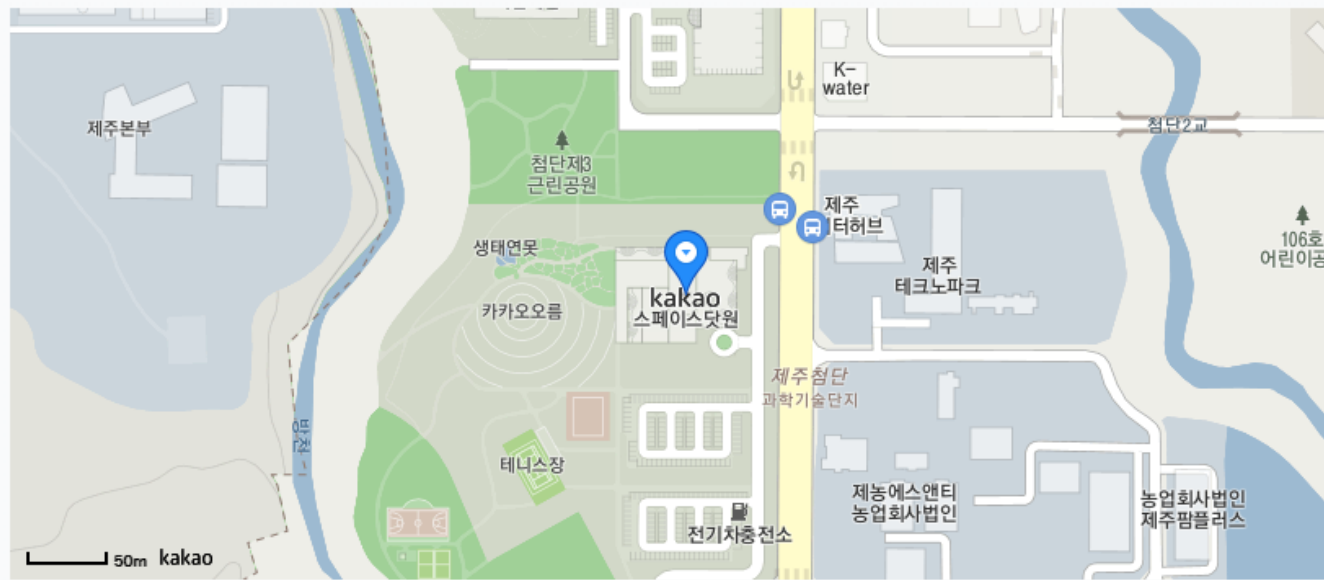 K-
water
제주본부
첨단2교
첨단제3
근린공원
제주
터허브
106호
어린이공
생태연못
제주
테크노파크
카카오오름
kakao
스페이스닷원
제주첨단
과학기술단지
방천
테니스장
제농에스앤티
농업회사법인
농업회사법인
제주팜플러스
전기차충전소
50m kakao